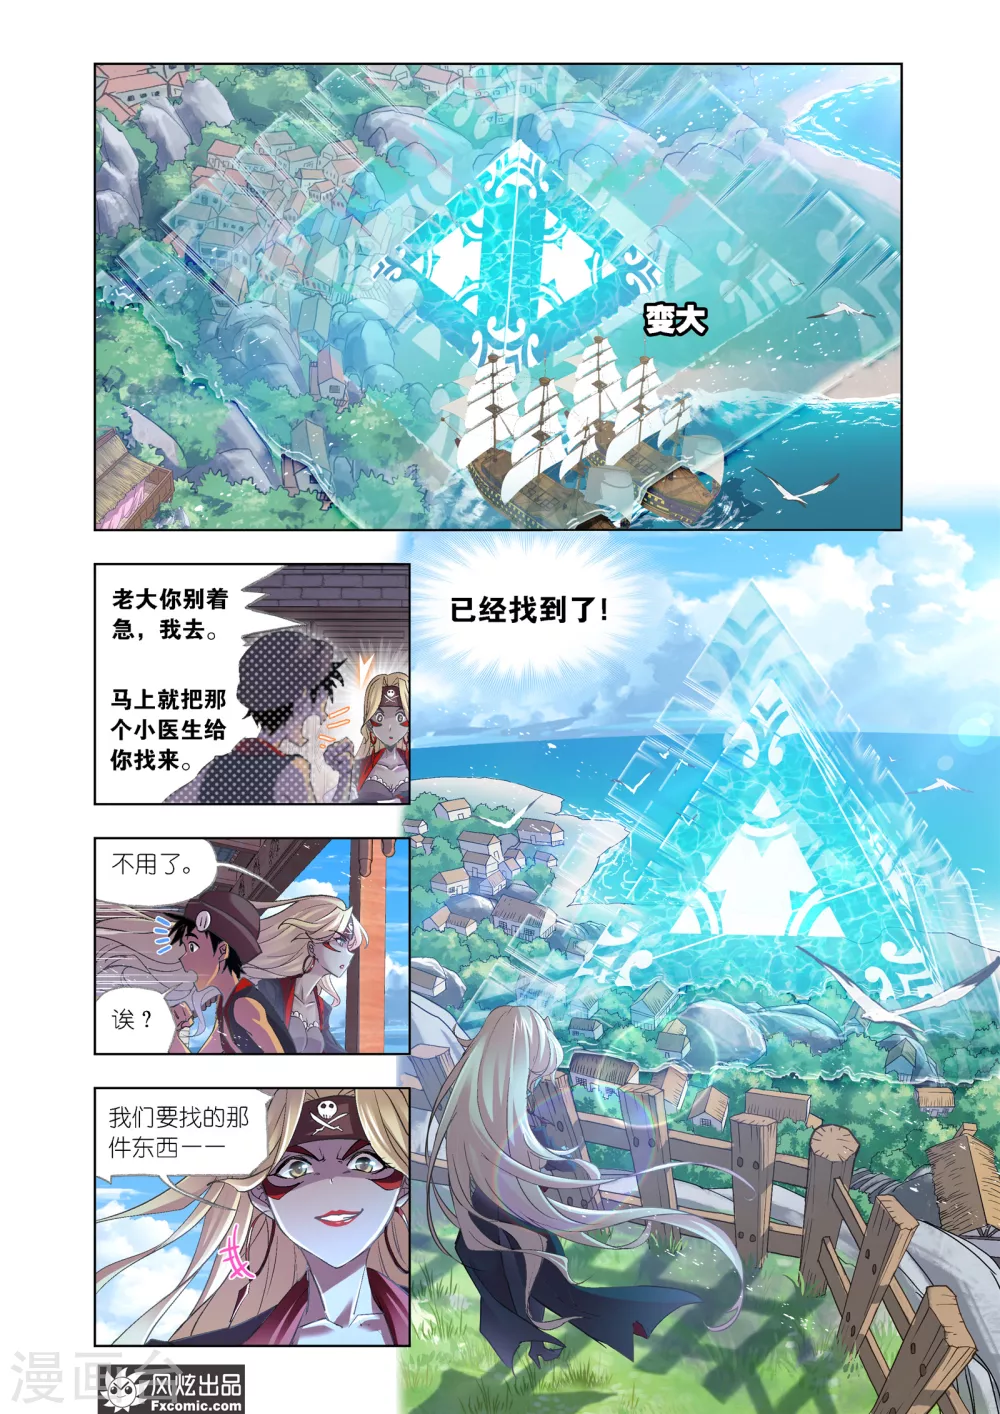 变大
老大你别着
急，我去。
马上就把那
个小医生给
你找来。
不用了。
诶？
我们要找的那
件东西——
已经找到了！
漫画台
风炫出品
Fxcomic.com